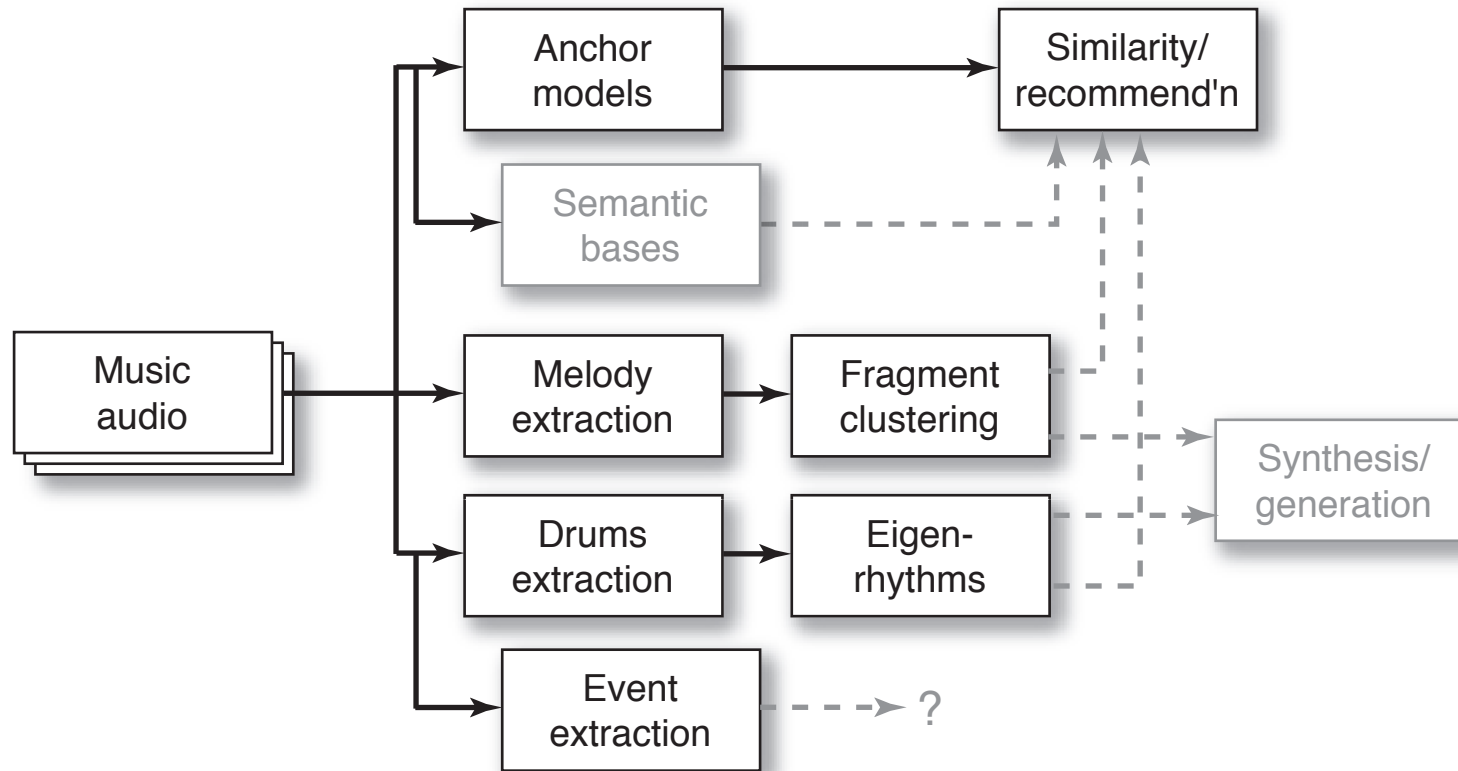 Anchor
models
Similarity/
recommend'n
Semantic
bases
Music
audio
Melody
extraction
Fragment
clustering
Synthesis/
generation
Drums
extraction
Eigen-
rhythms
Event
extraction
?